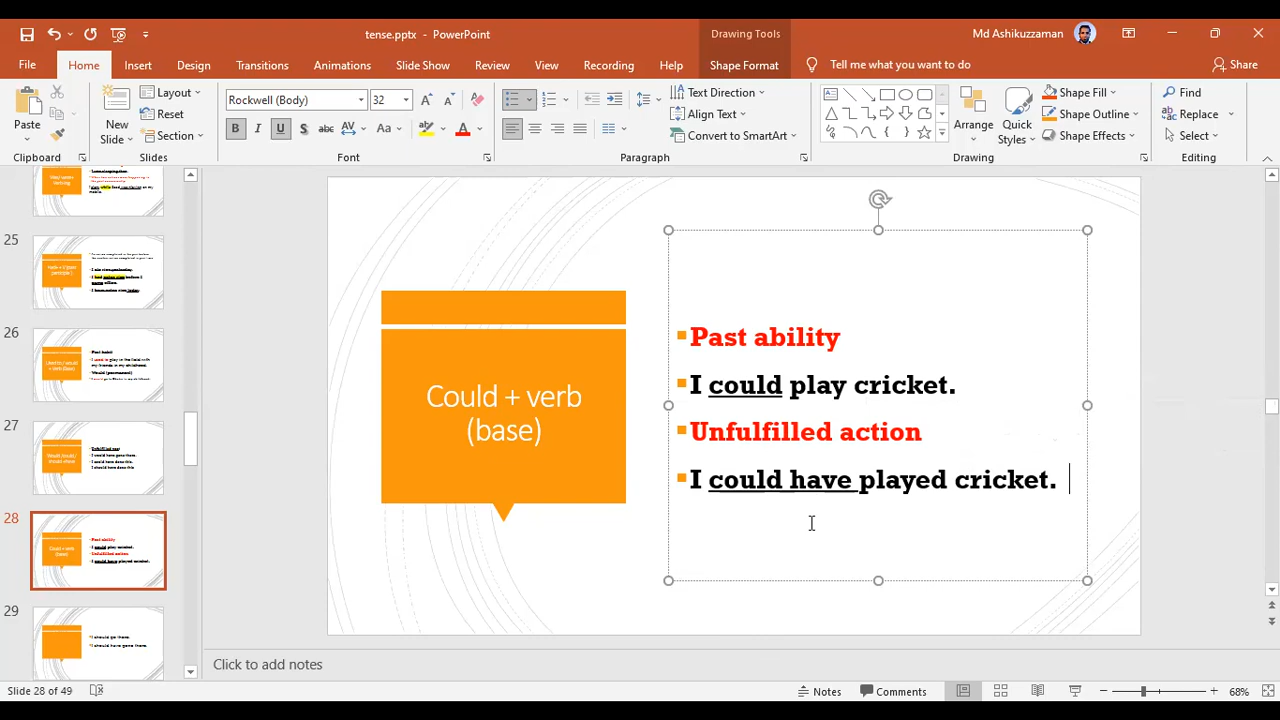 tense.pptx - PowerPoint
Drawing Tools
Md Ashikuzzaman
File Home Insert Design Transitions Animations Slide Show Review View Recording Help Shape Format Tell me what you want to do Share
Paste
Clipboard
New Slide
Layout
Reset
Section
Slides
Rockwell (Body) 32
B I U S abc AV Aa A
Font
Text Direction
Align Text
Convert to SmartArt
Paragraph
Arrange
Quick Styles
Shape Fill
Shape Outline
Shape Effects
Drawing
Find
Replace
Select
Editing
25
26
27
28
29
Could + verb
(base)
Past ability
I could play cricket.
Unfulfilled action
I could have played cricket.
Click to add notes
Slide 28 of 49
Notes
Comments
68%